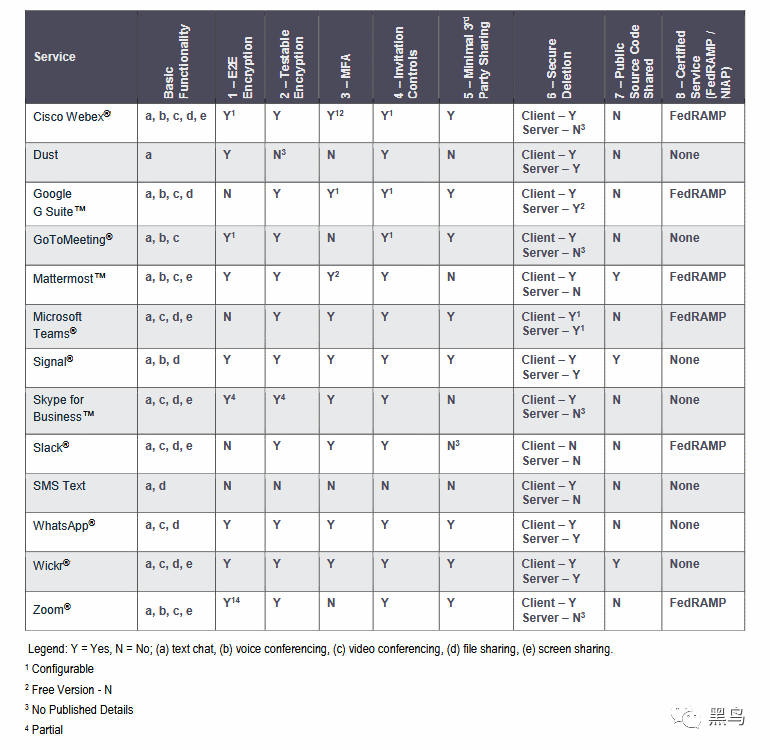 Service
Basic
Functionality
1 – E2E
Encryption
2 – Testable
Encryption
3 – MFA
4 – Invitation
Controls
5 – Minimal 3rd
Party Sharing
6 – Secure
Deletion
7 – Public
Source Code
Shared
8 – Certified
Service
(FedRAMP /
NIAP)
Cisco Webex® a, b, c, d, e Y1 Y Y12 Y1 Y Client – Y N FedRAMP
Server – N3
Dust a Y N3 N Y N Client – Y N None
Server – Y
Google a, b, c, d N Y Y1 Y1 Y Client – Y N FedRAMP
G Suite™ Server – Y2
GoToMeeting® a, b, c Y1 Y N Y1 Y Client – Y N None
Server – N3
Mattermost™ a, b, c, e Y Y Y2 Y N Client – Y Y FedRAMP
Server – N
Microsoft a, c, d, e N Y Y Y Y Client – Y1 N FedRAMP
Teams® Server – Y1
Signal® a, b, d Y Y Y Y Y Client – Y Y None
Server – Y
Skype for a, c, d, e Y4 Y4 Y Y N Client – Y N None
Business™ Server – N3
Slack® a, c, d, e N Y Y Y N3 Client – N N FedRAMP
Server – N
SMS Text a, d N N N N N Client – Y N None
Server – N
WhatsApp® a, c, d Y Y Y Y Y Client – Y N None
Server – Y
Wickr® a, c, d, e Y Y Y Y Y Client – Y Y None
Server – Y
Zoom® a, b, c, e Y14 Y N Y Y Client – Y N FedRAMP
Server – N3
Legend: Y = Yes, N = No; (a) text chat, (b) voice conferencing, (c) video conferencing, (d) file sharing, (e) screen sharing.
1 Configurable
2 Free Version - N
3 No Published Details
4 Partial
黑鸟